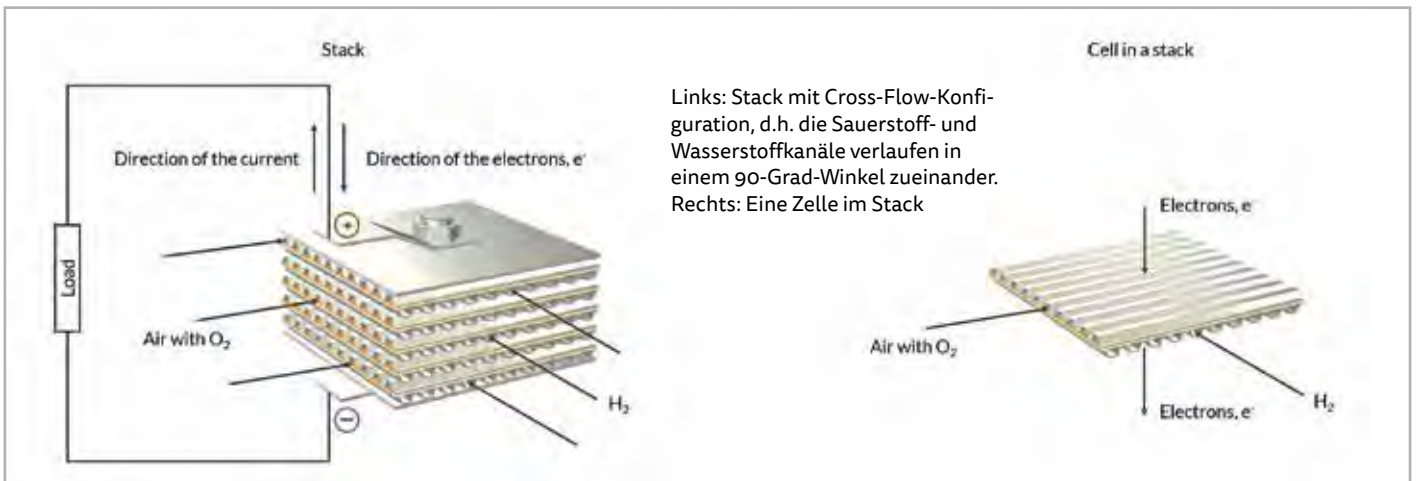 Stack
Direction of the current
Direction of the electrons, e-
+
Load
Air with O₂
H₂
−
Links: Stack mit Cross-Flow-Konfi-
guration, d.h. die Sauerstoff- und
Wasserstoffkanäle verlaufen in
einem 90-Grad-Winkel zueinander.
Rechts: Eine Zelle im Stack
Cell in a stack
Electrons, e-
Air with O₂
H₂
Electrons, e-